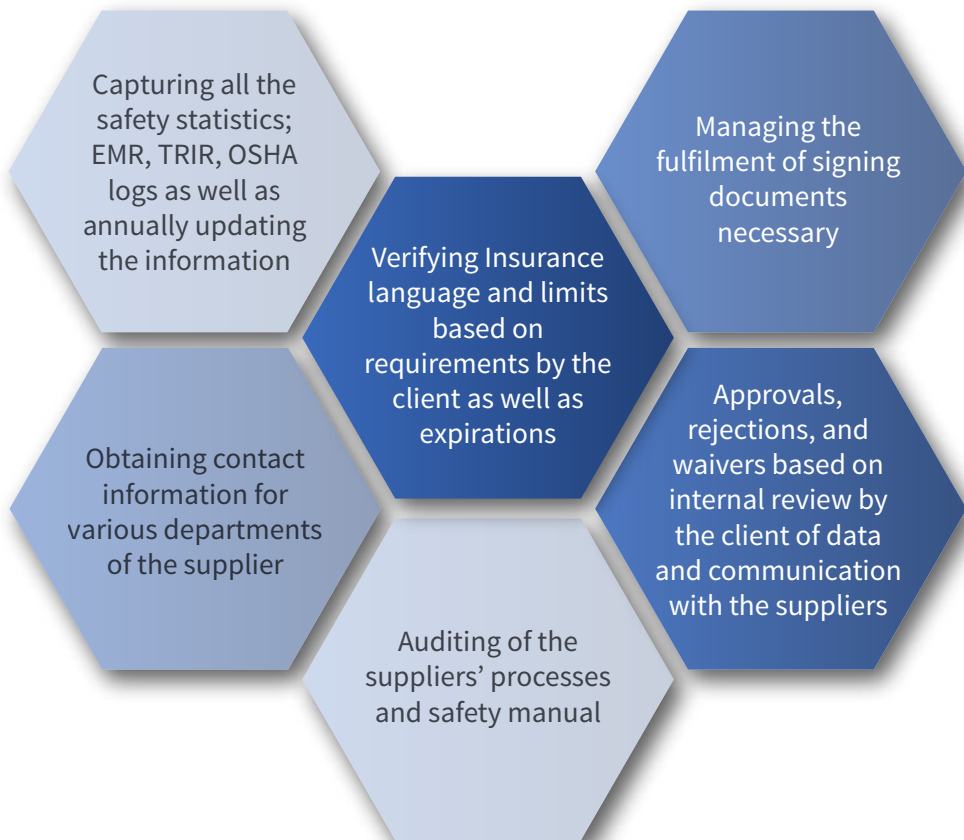 Capturing all the
safety statistics;
EMR, TRIR, OSHA
logs as well as
annually updating
the information
Managing the
fulfilment of signing
documents
necessary
Verifying Insurance
language and limits
based on
requirements by the
client as well as
expirations
Obtaining contact
information for
various departments
of the supplier
Approvals,
rejections, and
waivers based on
internal review by
the client of data
and communication
with the suppliers
Auditing of the
suppliers’ processes
and safety manual